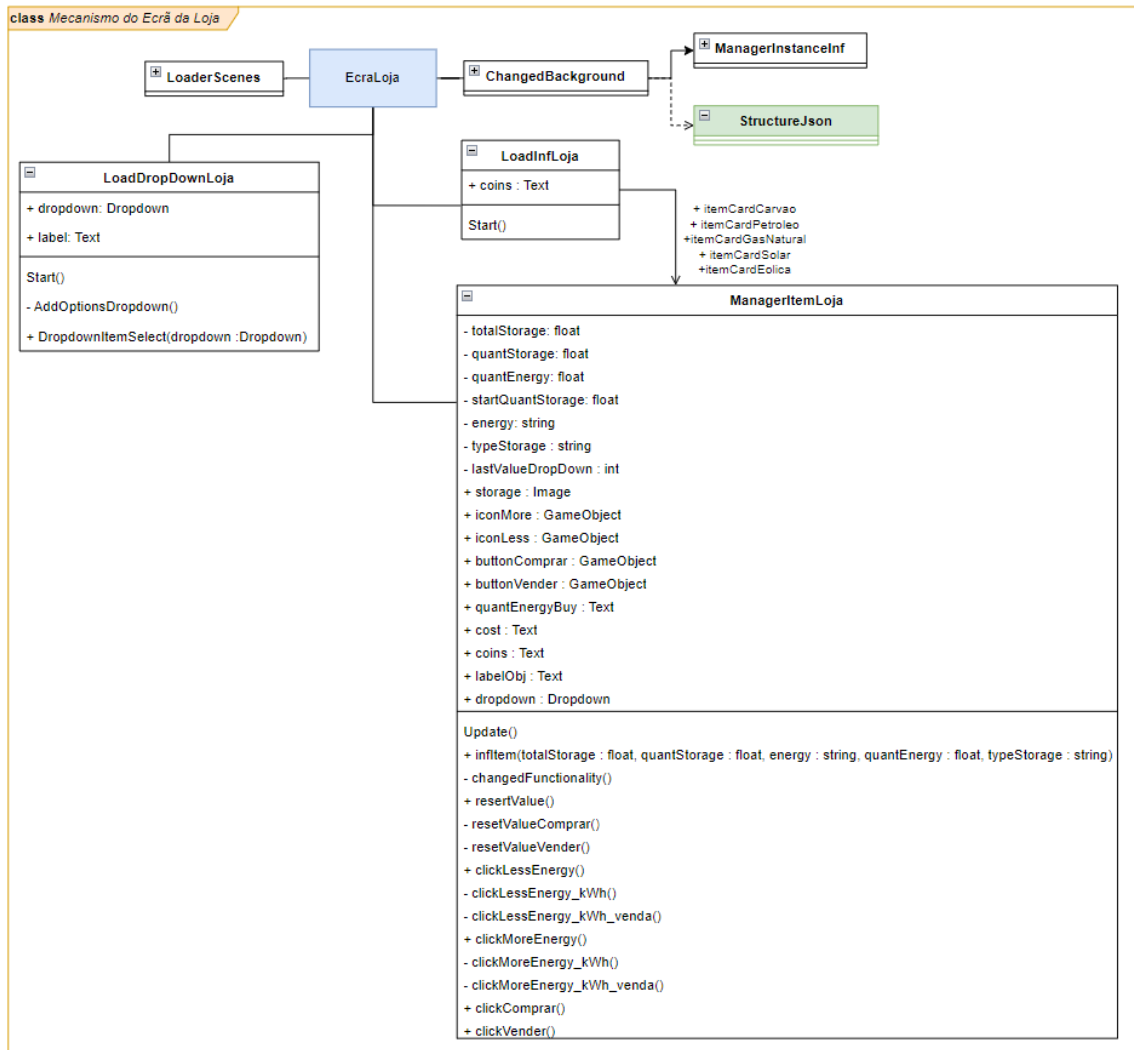 class Mecanismo do Ecrã da Loja
LoaderScenes
EcraLoja
ChangedBackground
ManagerInstanceInf
StructureJson
LoadDropDownLoja
+ dropdown: Dropdown
+ label: Text
Start()
- AddOptionsDropdown()
+ DropdownItemSelect(dropdown :Dropdown)
LoadInfLoja
+ coins : Text
Start()
+ itemCardCarvao
+ itemCardPetroleo
+itemCardGasNatural
+ itemCardSolar
+itemCardEolica
ManagerItemLoja
- totalStorage: float
- quantStorage: float
- quantEnergy: float
- startQuantStorage: float
- energy: string
- typeStorage : string
- lastValueDropDown : int
+ storage : Image
+ iconMore : GameObject
+ iconLess : GameObject
+ buttonComprar : GameObject
+ buttonVender : GameObject
+ quantEnergyBuy : Text
+ cost : Text
+ coins : Text
+ labelObj : Text
+ dropdown : Dropdown
Update()
+ infItem(totalStorage : float, quantStorage : float, energy : string, quantEnergy : float, typeStorage : string)
- changedFunctionality()
+ resertValue()
- resetValueComprar()
- resetValueVender()
+ clickLessEnergy()
- clickLessEnergy_kWh()
- clickLessEnergy_kWh_venda()
+ clickMoreEnergy()
- clickMoreEnergy_kWh()
- clickMoreEnergy_kWh_venda()
+ clickComprar()
+ clickVender()